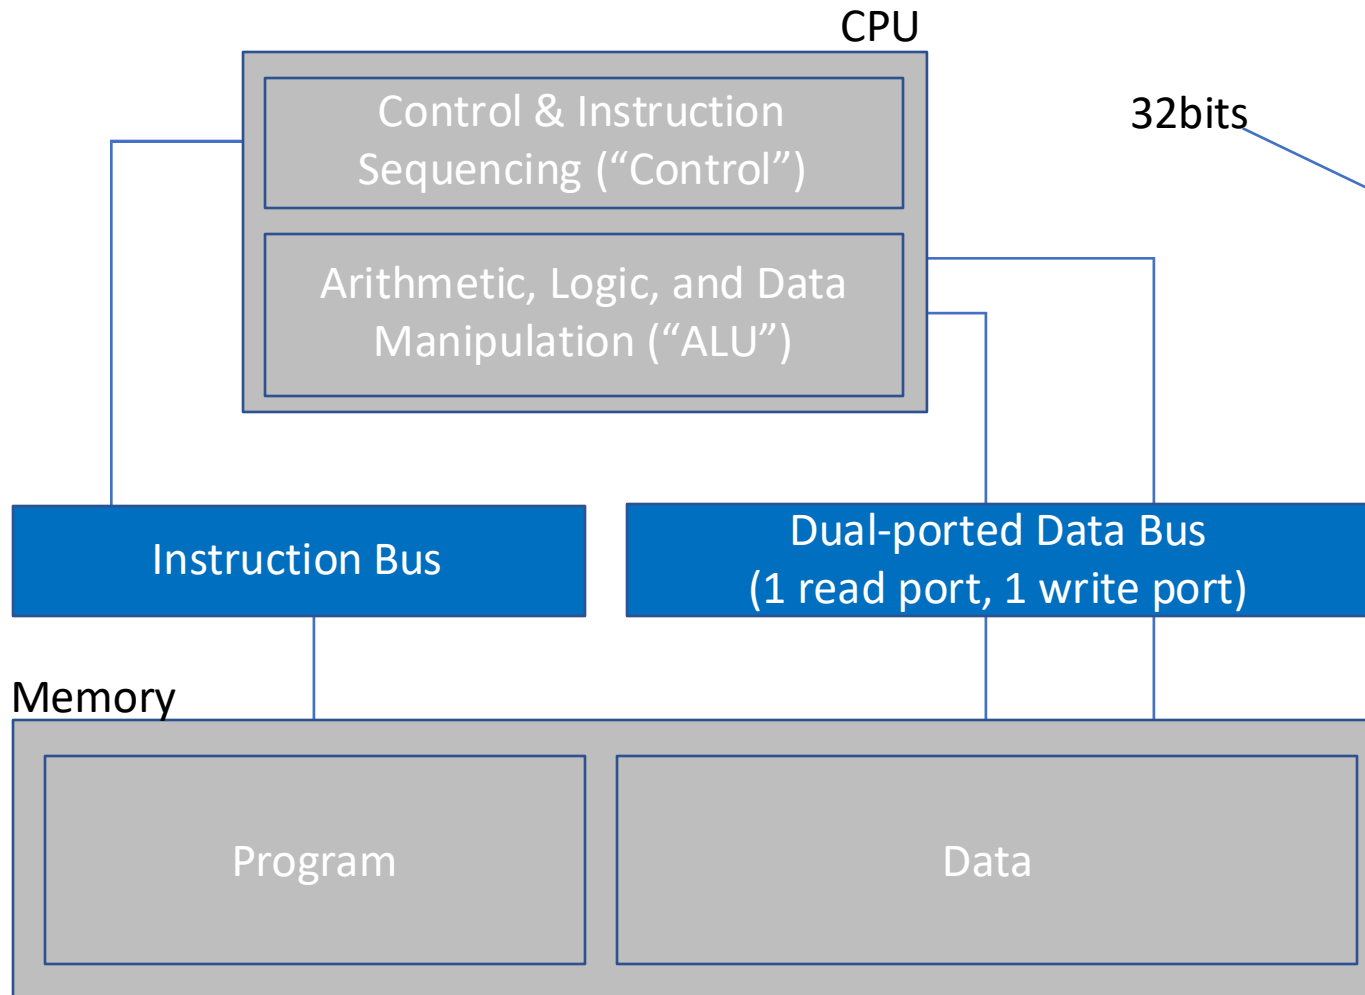 CPU
Control & Instruction
Sequencing (“Control”)
32bits
Arithmetic, Logic, and Data
Manipulation (“ALU”)
Instruction Bus
Dual-ported Data Bus
(1 read port, 1 write port)
Memory
Program
Data